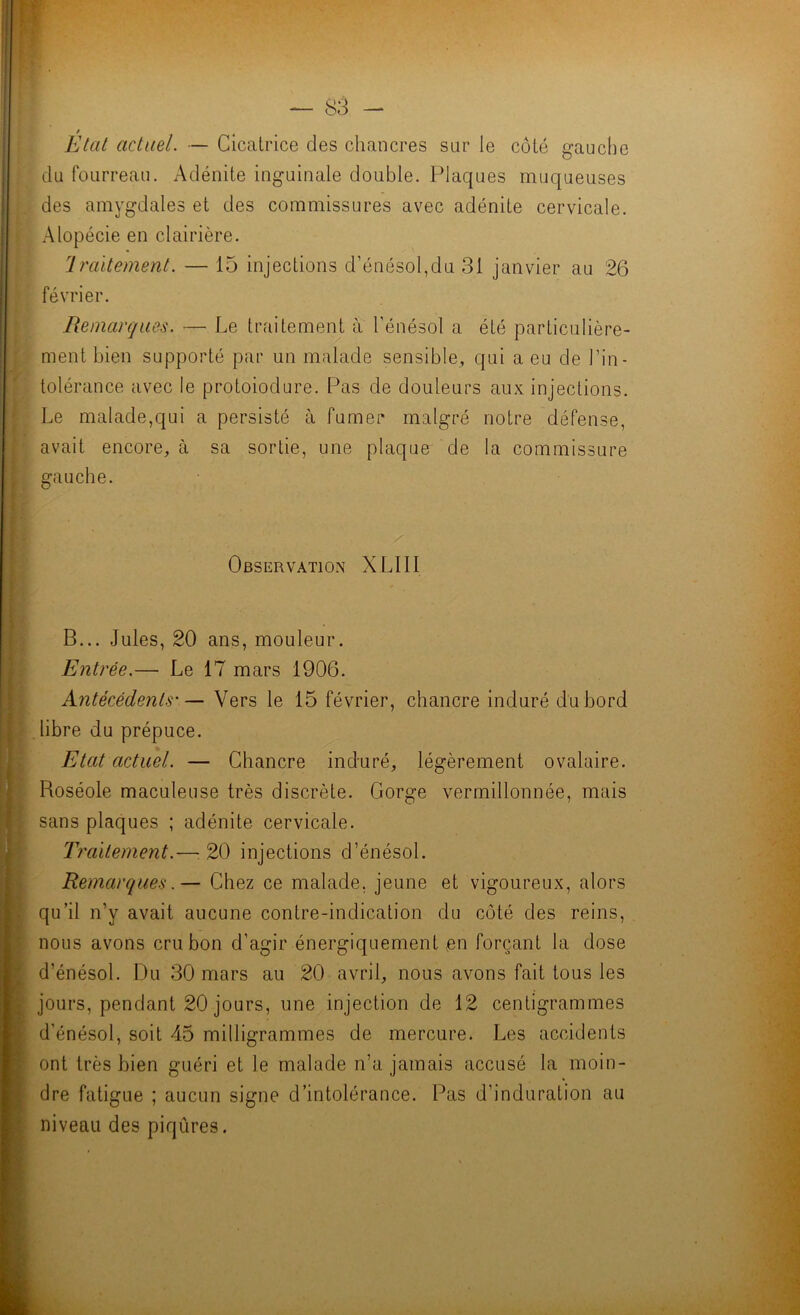 — 83 —
État actuel. — Cicatrice des chancres sur le côté gauche
du fourreau. Adénite inguinale double. Plaques muqueuses
des amygdales et des commissures avec adénite cervicale.
Alopécie en clairière.
Traitement. — 15 injections d'énésol,du 31 janvier au 26
février.
Remarques. — Le traitement à l'énésol a été particulière-
ment bien supporté par un malade sensible, qui a eu de l'in-
tolérance avec le protoiodure. Pas de douleurs aux injections.
Le malade,qui a persisté à fumer malgré notre défense,
avait encore, à sa sortie, une plaque de la commissure
gauche.
Observation XLIII
B... Jules, 20 ans, mouleur.
Entrée.— Le 17 mars 1906.
Antécédents· — Vers le 15 février, chancre induré du bord
libre du prépuce.
Etat actuel. — Chancre induré, légèrement ovalaire.
Roséole maculeuse très discrète. Gorge vermillonnée, mais
sans plaques ; adénite cervicale.
Traitement.— 20 injections d'énésol.
Remarques. — Chez ce malade, jeune et vigoureux, alors
qu'il n'y avait aucune contre-indication du côté des reins,
nous avons cru bon d'agir énergiquement en forçant la dose
d'énésol. Du 30 mars au 20 avril, nous avons fait tous les
jours, pendant 20 jours, une injection de 12 centigrammes
d'énésol, soit 45 milligrammes de mercure. Les accidents
ont très bien guéri et le malade n'a jamais accusé la moin-
dre fatigue ; aucun signe d'intolérance. Pas d'induration au
niveau des piqûres.